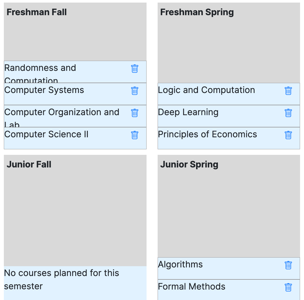 Freshman Fall
Randomness and
Computation
Computer Systems
Computer Organization and
Lab
Computer Science II
Freshman Spring
Logic and Computation
Deep Learning
Principles of Economics
Junior Fall
No courses planned for this
semester
Junior Spring
Algorithms
Formal Methods